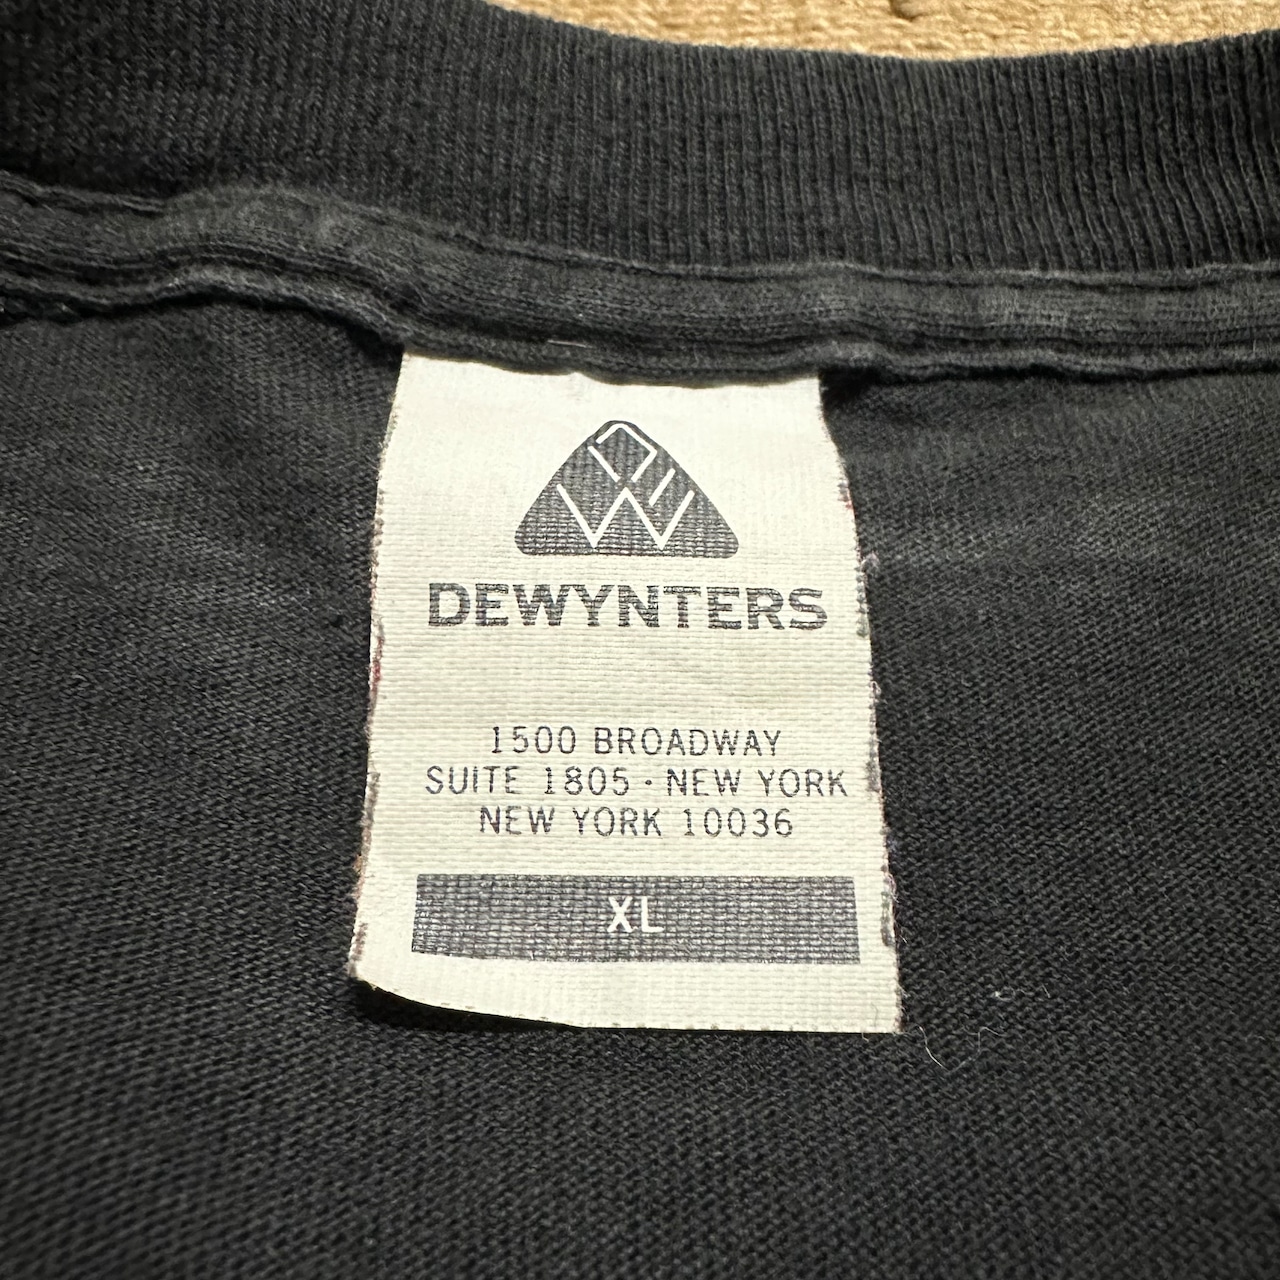 DEWYNTERS
1500 BROADWAY
SUITE 1805 · NEW YORK
NEW YORK 10036
XL